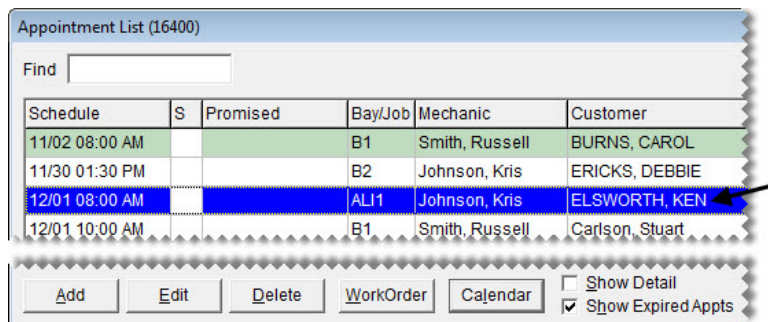 Appointment List (16400)
Find
Schedule S Promised Bay/Job Mechanic Customer
11/02 08:00 AM B1 Smith, Russell BURNS, CAROL
11/30 01:30 PM B2 Johnson, Kris ERICKS, DEBBIE
12/01 08:00 AM ALI1 Johnson, Kris ELSWORTH, KEN
12/01 10:00 AM B1 Smith, Russell Carlson, Stuart
Add Edit Delete WorkOrder Calendar Show Detail
Show Expired Appts